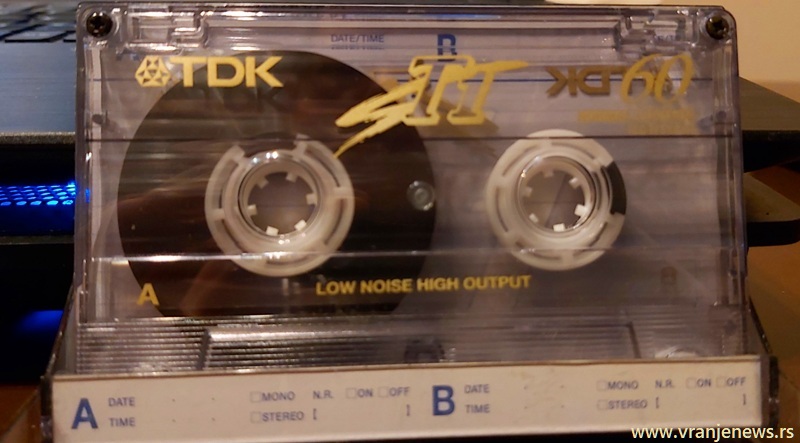 DATE/TIME
B
TDK
TDK 60
A
LOW NOISE HIGH OUTPUT
A DATE
TIME
MONO
STEREO
N.R. [ ]
ON OFF
B DATE
TIME
MONO
STEREO
N.R. [ ]
ON OFF
www.vranjenews.rs